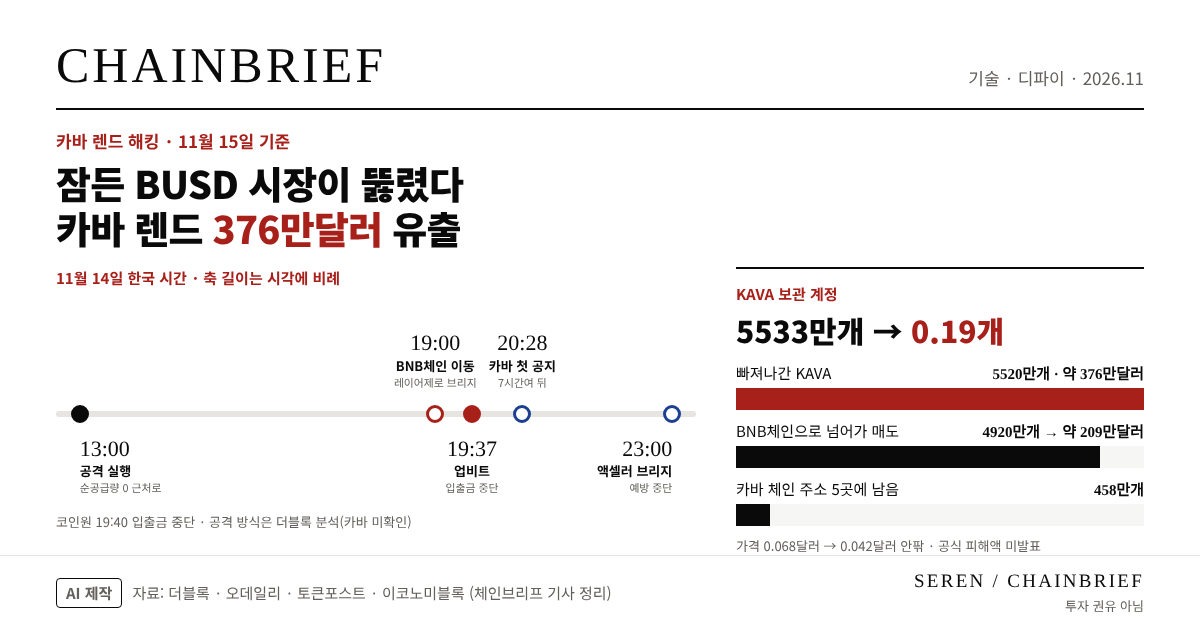 CHAINBRIEF
기술 · 디파이 · 2026.11
카바 렌드 해킹 · 11월 15일 기준
잠든 BUSD 시장이 뚫렸다
카바 렌드 376만달러 유출
11월 14일 한국 시간 · 축 길이는 시각에 비례
19:00
BNB체인 이동
레이어제로 브리지
20:28
카바 첫 공지
7시간여 뒤
13:00
공격 실행
순공급량 0 근처로
19:37
업비트
입출금 중단
23:00
액셀러 브리지
예방 중단
코인원 19:40 입출금 중단 · 공격 방식은 더블록 분석(카바 미확인)
KAVA 보관 계정
5533만개 → 0.19개
빠져나간 KAVA 5520만개 · 약 376만달러
BNB체인으로 넘어가 매도 4920만개 → 약 209만달러
카바 체인 주소 5곳에 남음 458만개
가격 0.068달러 → 0.042달러 안팎 · 공식 피해액 미발표
AI 제작 자료: 더블록 · 오데일리 · 토큰포스트 · 이코노미블록 (체인브리프 기사 정리)
SEREN / CHAINBRIEF
투자 권유 아님